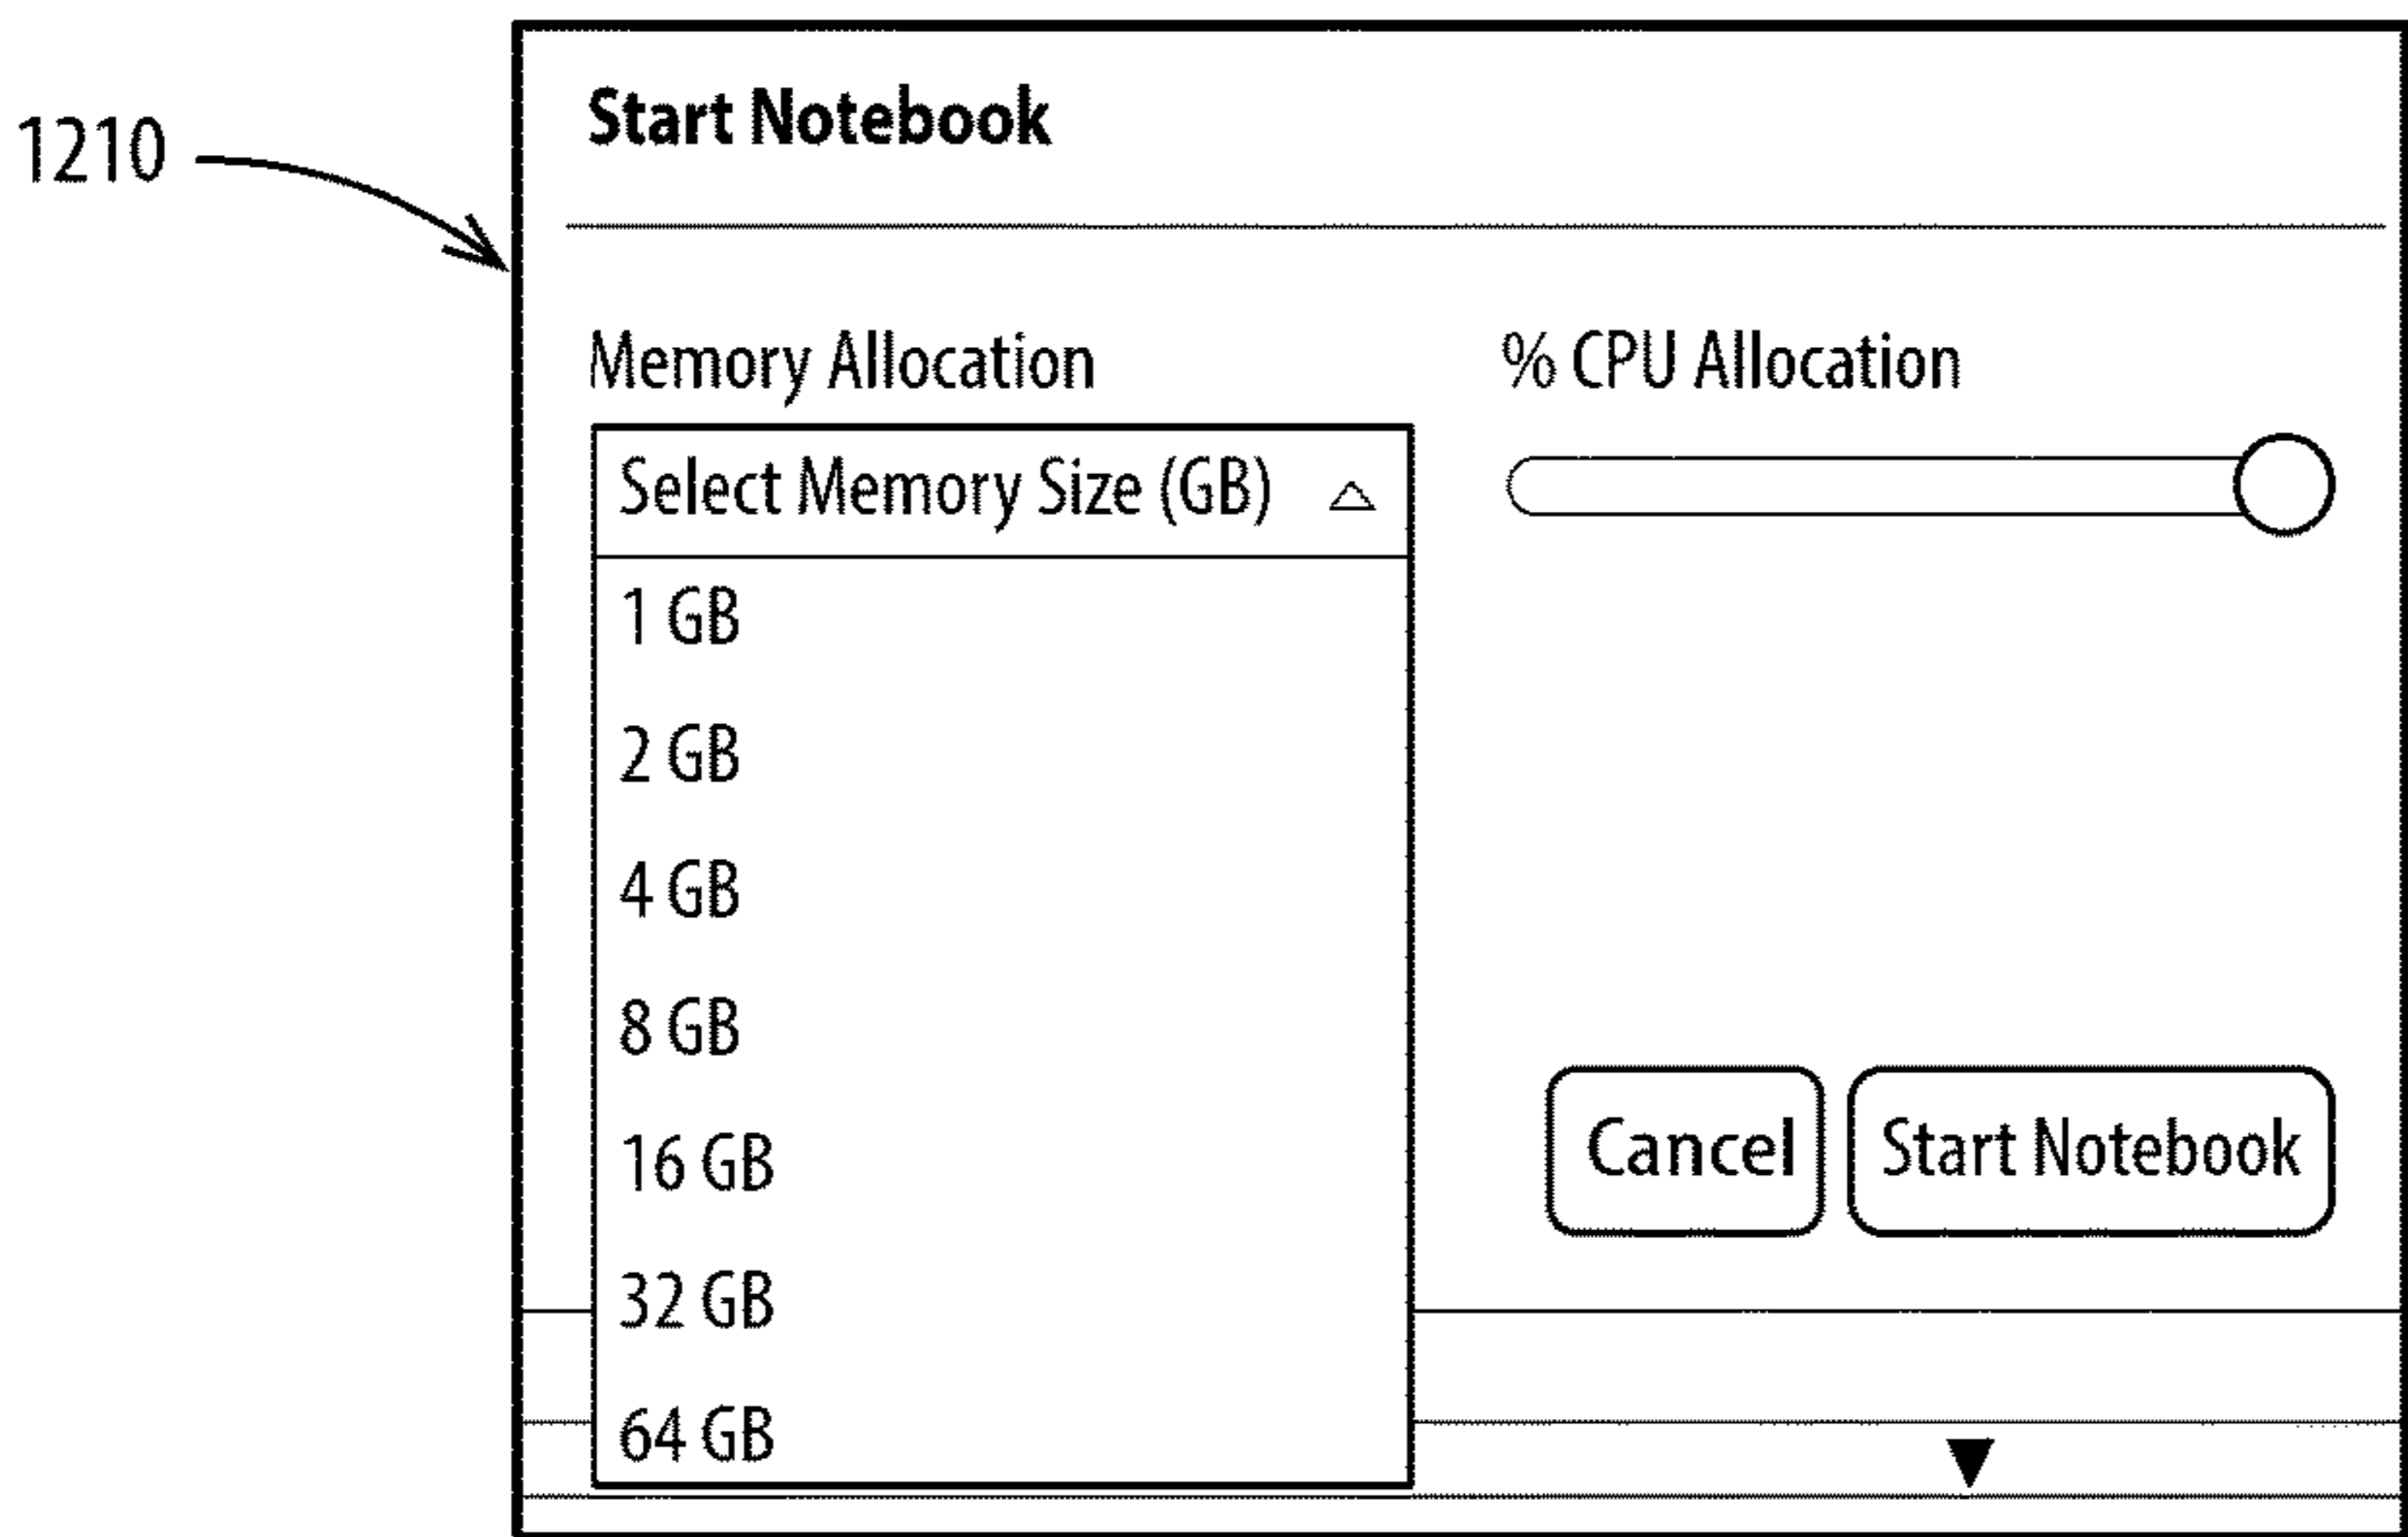 1210
Start Notebook
Memory Allocation
% CPU Allocation
Select Memory Size (GB)
1 GB
2 GB
4 GB
8 GB
16 GB
32 GB
64 GB
Cancel
Start Notebook